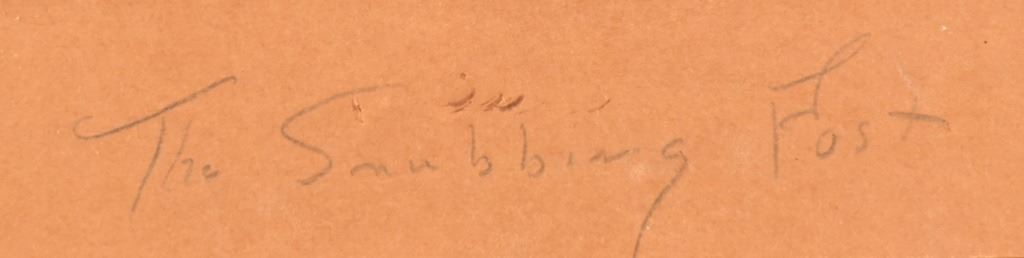 The Snubbing Post